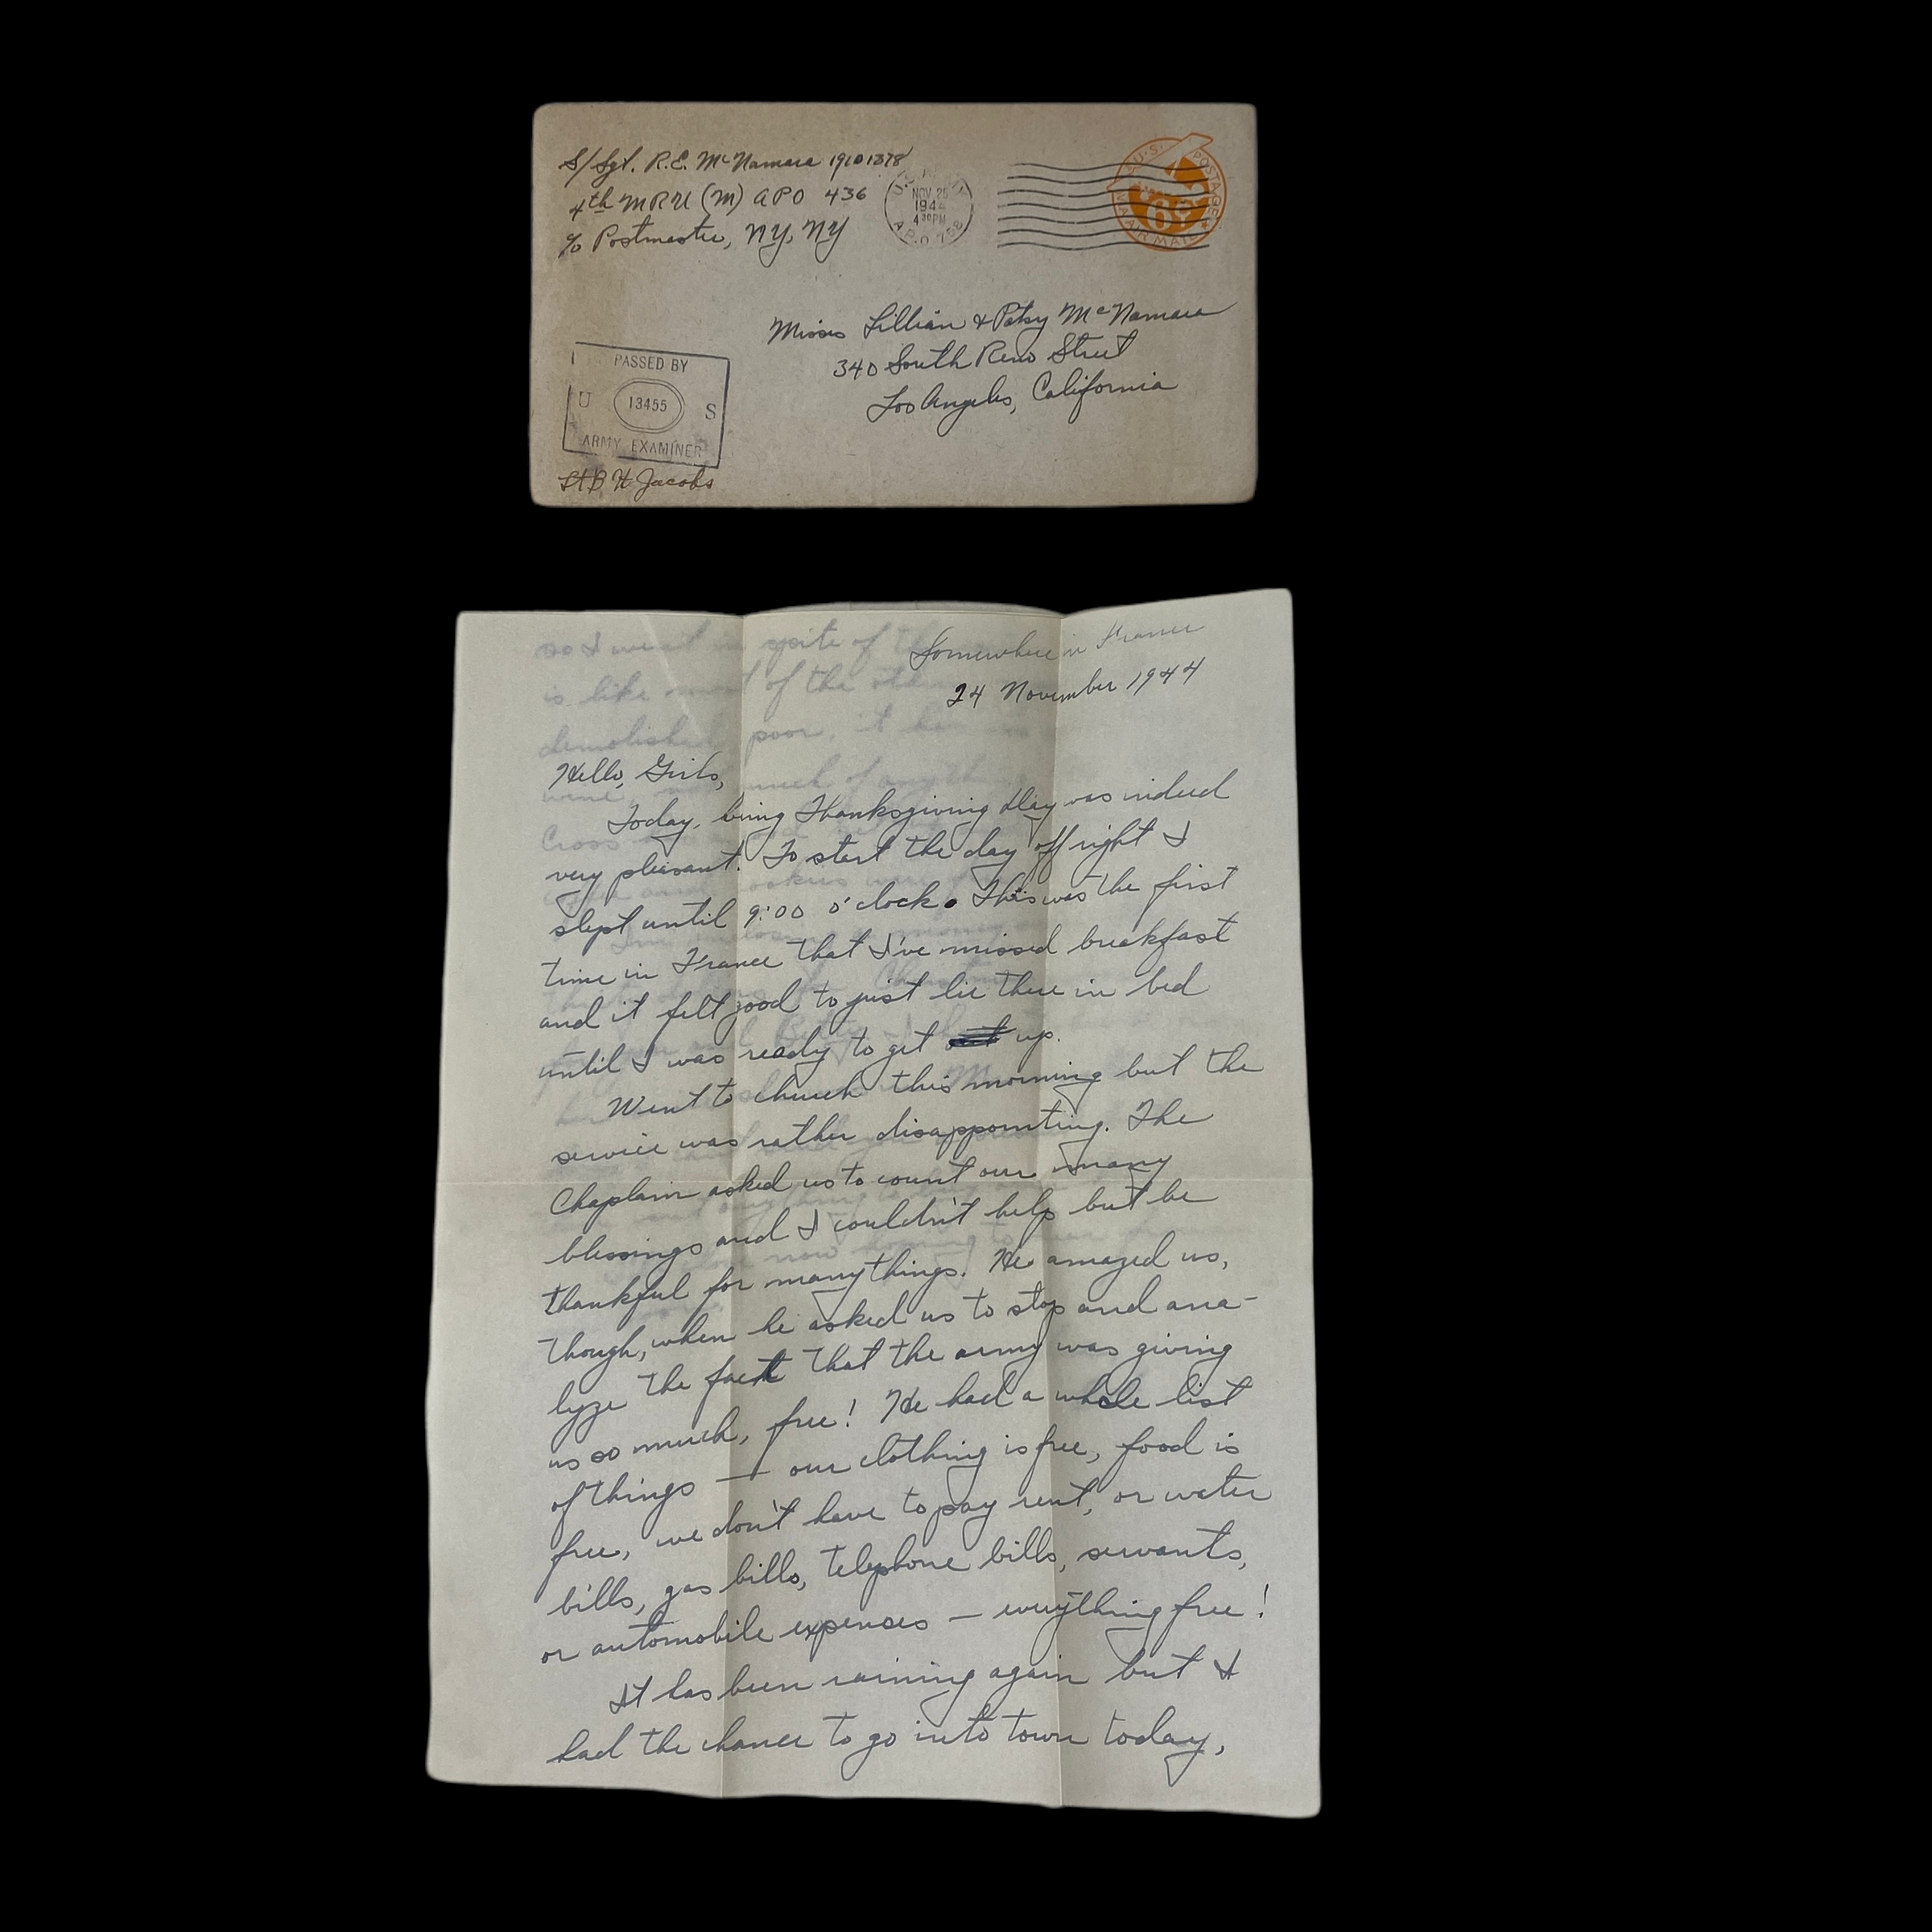 S/Sgt. R.E. McNamara 19101378
4th MRU (M) APO 436
c/o Postmaster, NY, NY
NOV 25
1944
4 30 PM
A.P.O. 758
U.S. POSTAGE
6¢
VIA AIR MAIL
Misses Lillian & Patsy McNamara
340 South Reno Street
Los Angeles, California
PASSED BY
U 13455 S
ARMY EXAMINER
Lt B H Jacobs
Somewhere in France
24 November 1944
Hello, Girls,
Today, being Thanksgiving Day was indeed
very pleasant. To start the day off right I
slept until 9:00 o'clock. This was the first
time in France that I've missed breakfast
and it felt good to just lie there in bed
until I was ready to get up.
Went to church this morning but the
service was rather disappointing. The
Chaplain asked us to count our many
blessings and I couldn't help but be
thankful for many things. He amazed us,
though, when he asked us to stop and ana-
lyze the fact that the army was giving
us so much, free! He had a whole list
of things — our clothing is free, food is
free, we don't have to pay rent, or water
bills, gas bills, telephone bills, servants,
or automobile expenses — everything free!
It has been raining again but I
had the chance to go into town today,